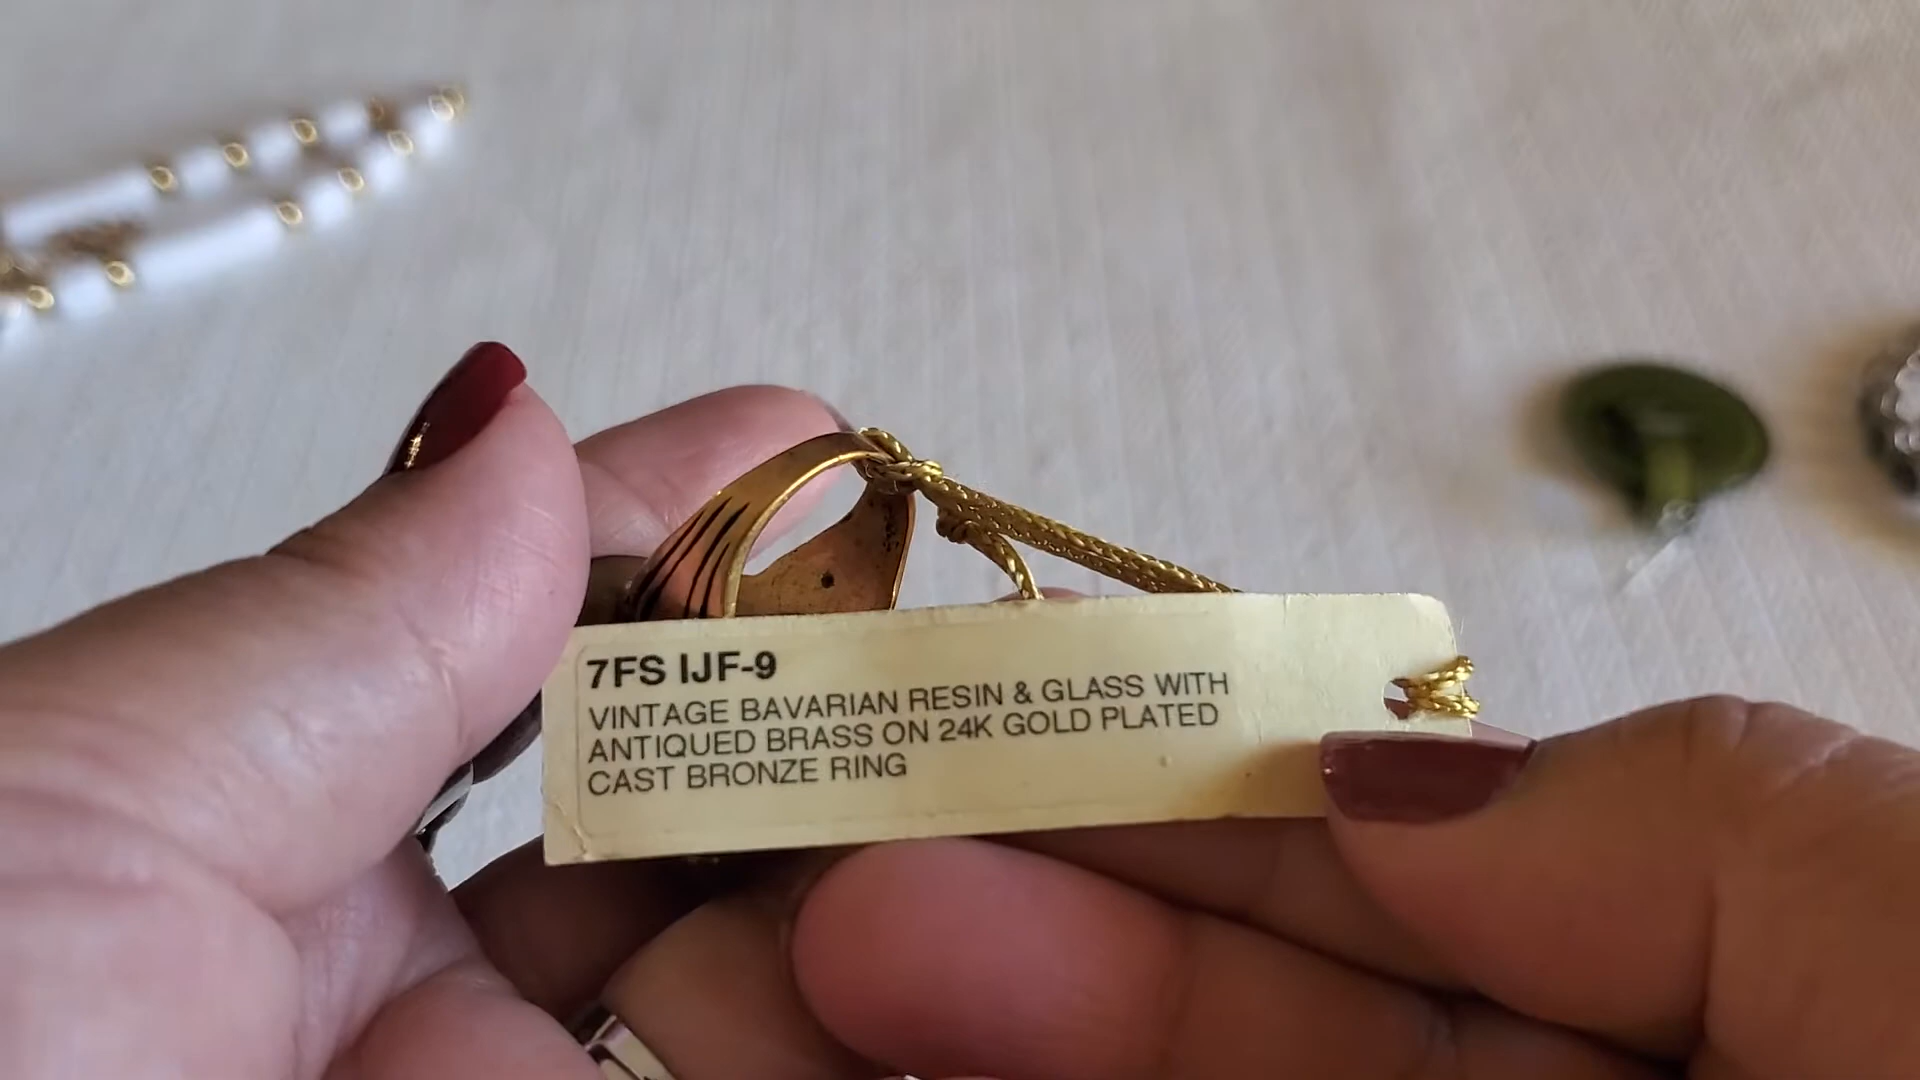 7FS IJF-9
VINTAGE BAVARIAN RESIN & GLASS WITH
ANTIQUED BRASS ON 24K GOLD PLATED
CAST BRONZE RING